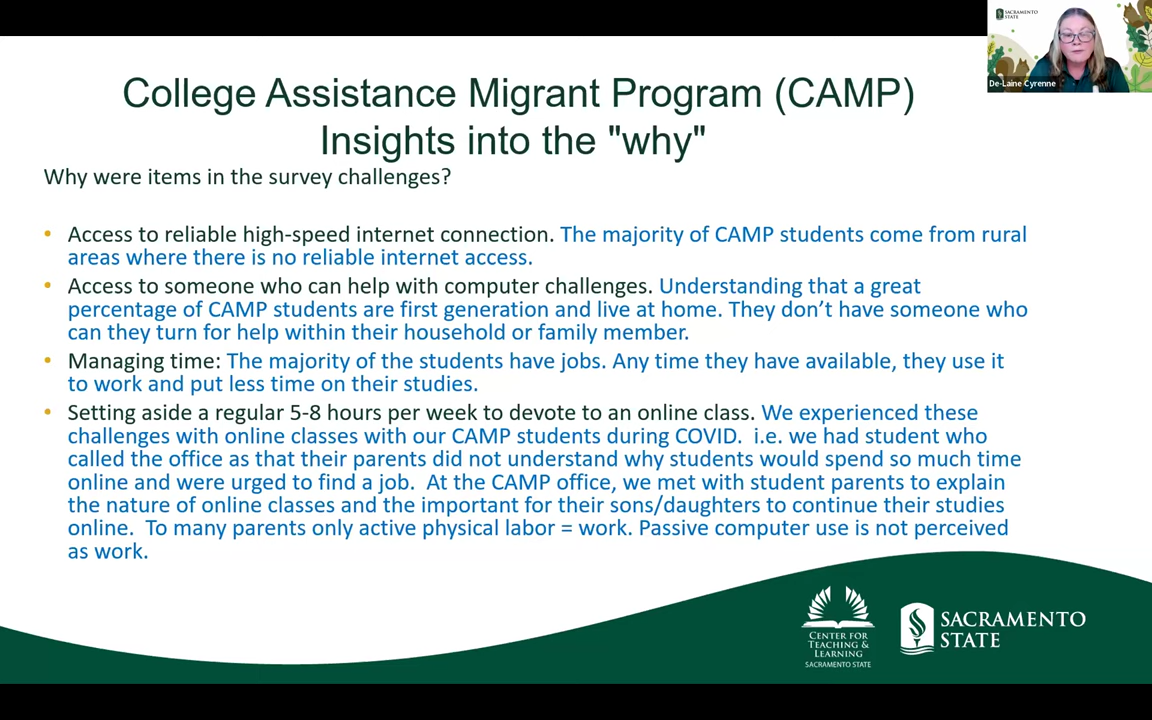 SACRAMENTO
STATE
De-Laine Cyrenne
College Assistance Migrant Program (CAMP)
Insights into the "why"
Why were items in the survey challenges?
• Access to reliable high-speed internet connection. The majority of CAMP students come from rural
areas where there is no reliable internet access.
• Access to someone who can help with computer challenges. Understanding that a great
percentage of CAMP students are first generation and live at home. They don’t have someone who
can they turn for help within their household or family member.
• Managing time: The majority of the students have jobs. Any time they have available, they use it
to work and put less time on their studies.
• Setting aside a regular 5-8 hours per week to devote to an online class. We experienced these
challenges with online classes with our CAMP students during COVID.  i.e. we had student who
called the office as that their parents did not understand why students would spend so much time
online and were urged to find a job.  At the CAMP office, we met with student parents to explain
the nature of online classes and the important for their sons/daughters to continue their studies
online.  To many parents only active physical labor = work. Passive computer use is not perceived
as work.
CENTER FOR
TEACHING &
LEARNING
SACRAMENTO STATE
SACRAMENTO
STATE